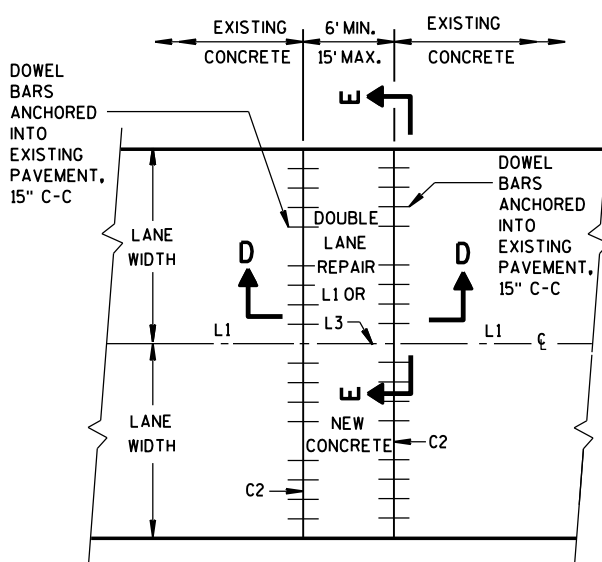 EXISTING
CONCRETE
6' MIN.
15' MAX.
EXISTING
CONCRETE
DOWEL
BARS
ANCHORED
INTO
EXISTING
PAVEMENT,
15" C-C
E
DOWEL
BARS
ANCHORED
INTO
EXISTING
PAVEMENT,
15" C-C
LANE
WIDTH
DOUBLE
LANE
REPAIR
L1 OR
L3
D
D
L1
L1
℄
E
LANE
WIDTH
NEW
CONCRETE
C2
C2